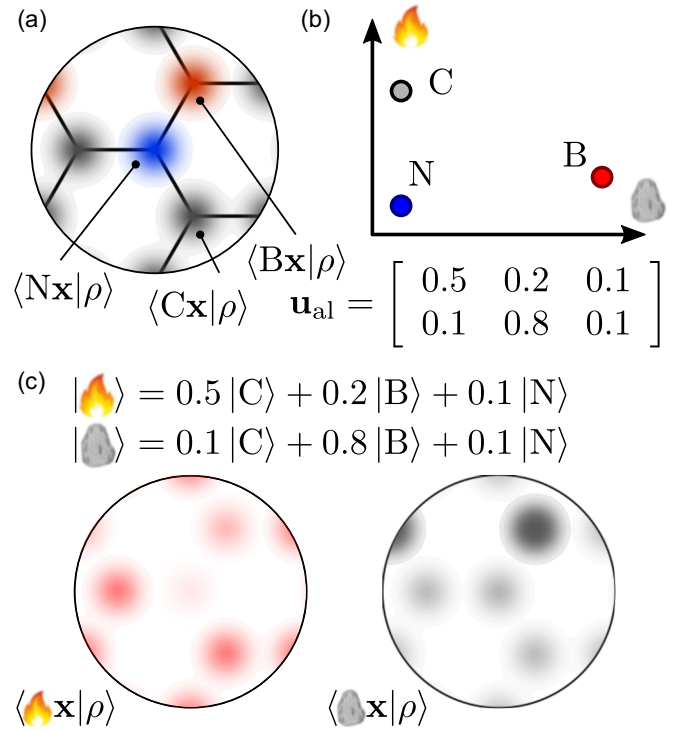 (a)
⟨Nx|ρ⟩
⟨Cx|ρ⟩
⟨Bx|ρ⟩
(b)
🔥
C
N
B
🪨
u_al = [ 0.5 0.2 0.1
0.1 0.8 0.1 ]
(c)
|🔥⟩ = 0.5 |C⟩ + 0.2 |B⟩ + 0.1 |N⟩
|🪨⟩ = 0.1 |C⟩ + 0.8 |B⟩ + 0.1 |N⟩
⟨🔥x|ρ⟩
⟨🪨x|ρ⟩